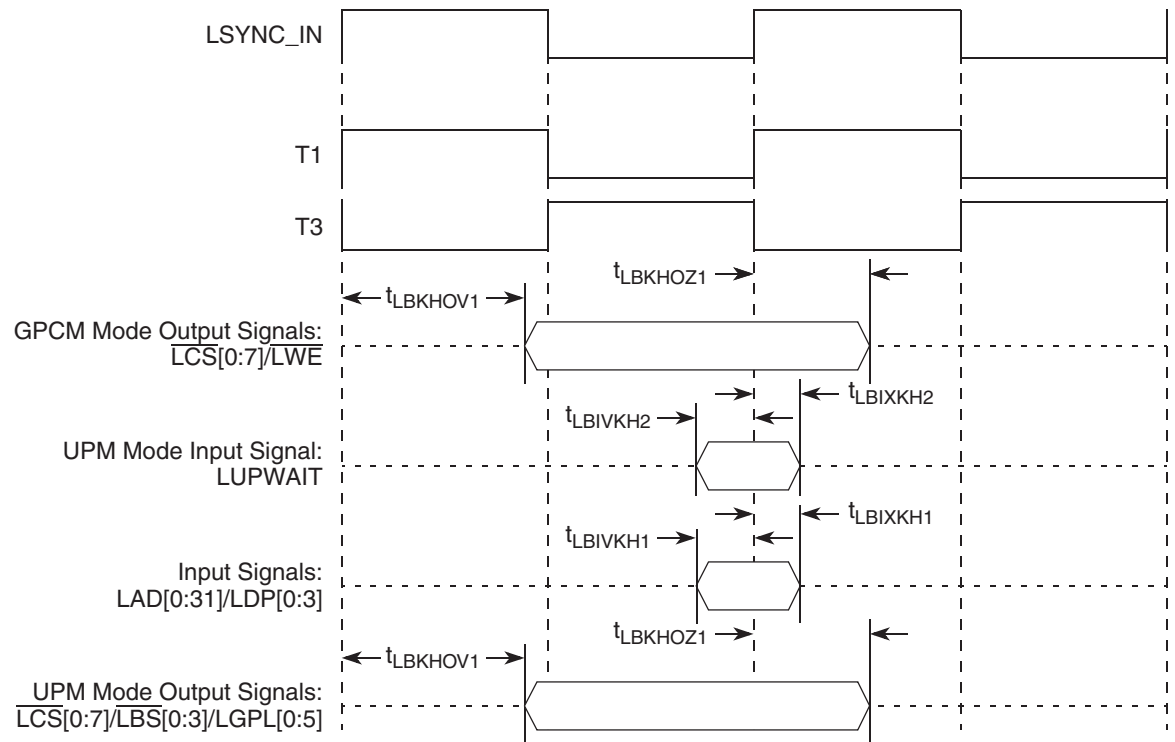 LSYNC_IN
T1
T3
tLBKHOZ1
tLBKHOV1
GPCM Mode Output Signals:
LCS[0:7]/LWE
tLBIXKH2
tLBIVKH2
UPM Mode Input Signal:
LUPWAIT
tLBIXKH1
tLBIVKH1
Input Signals:
LAD[0:31]/LDP[0:3]
tLBKHOZ1
tLBKHOV1
UPM Mode Output Signals:
LCS[0:7]/LBS[0:3]/LGPL[0:5]